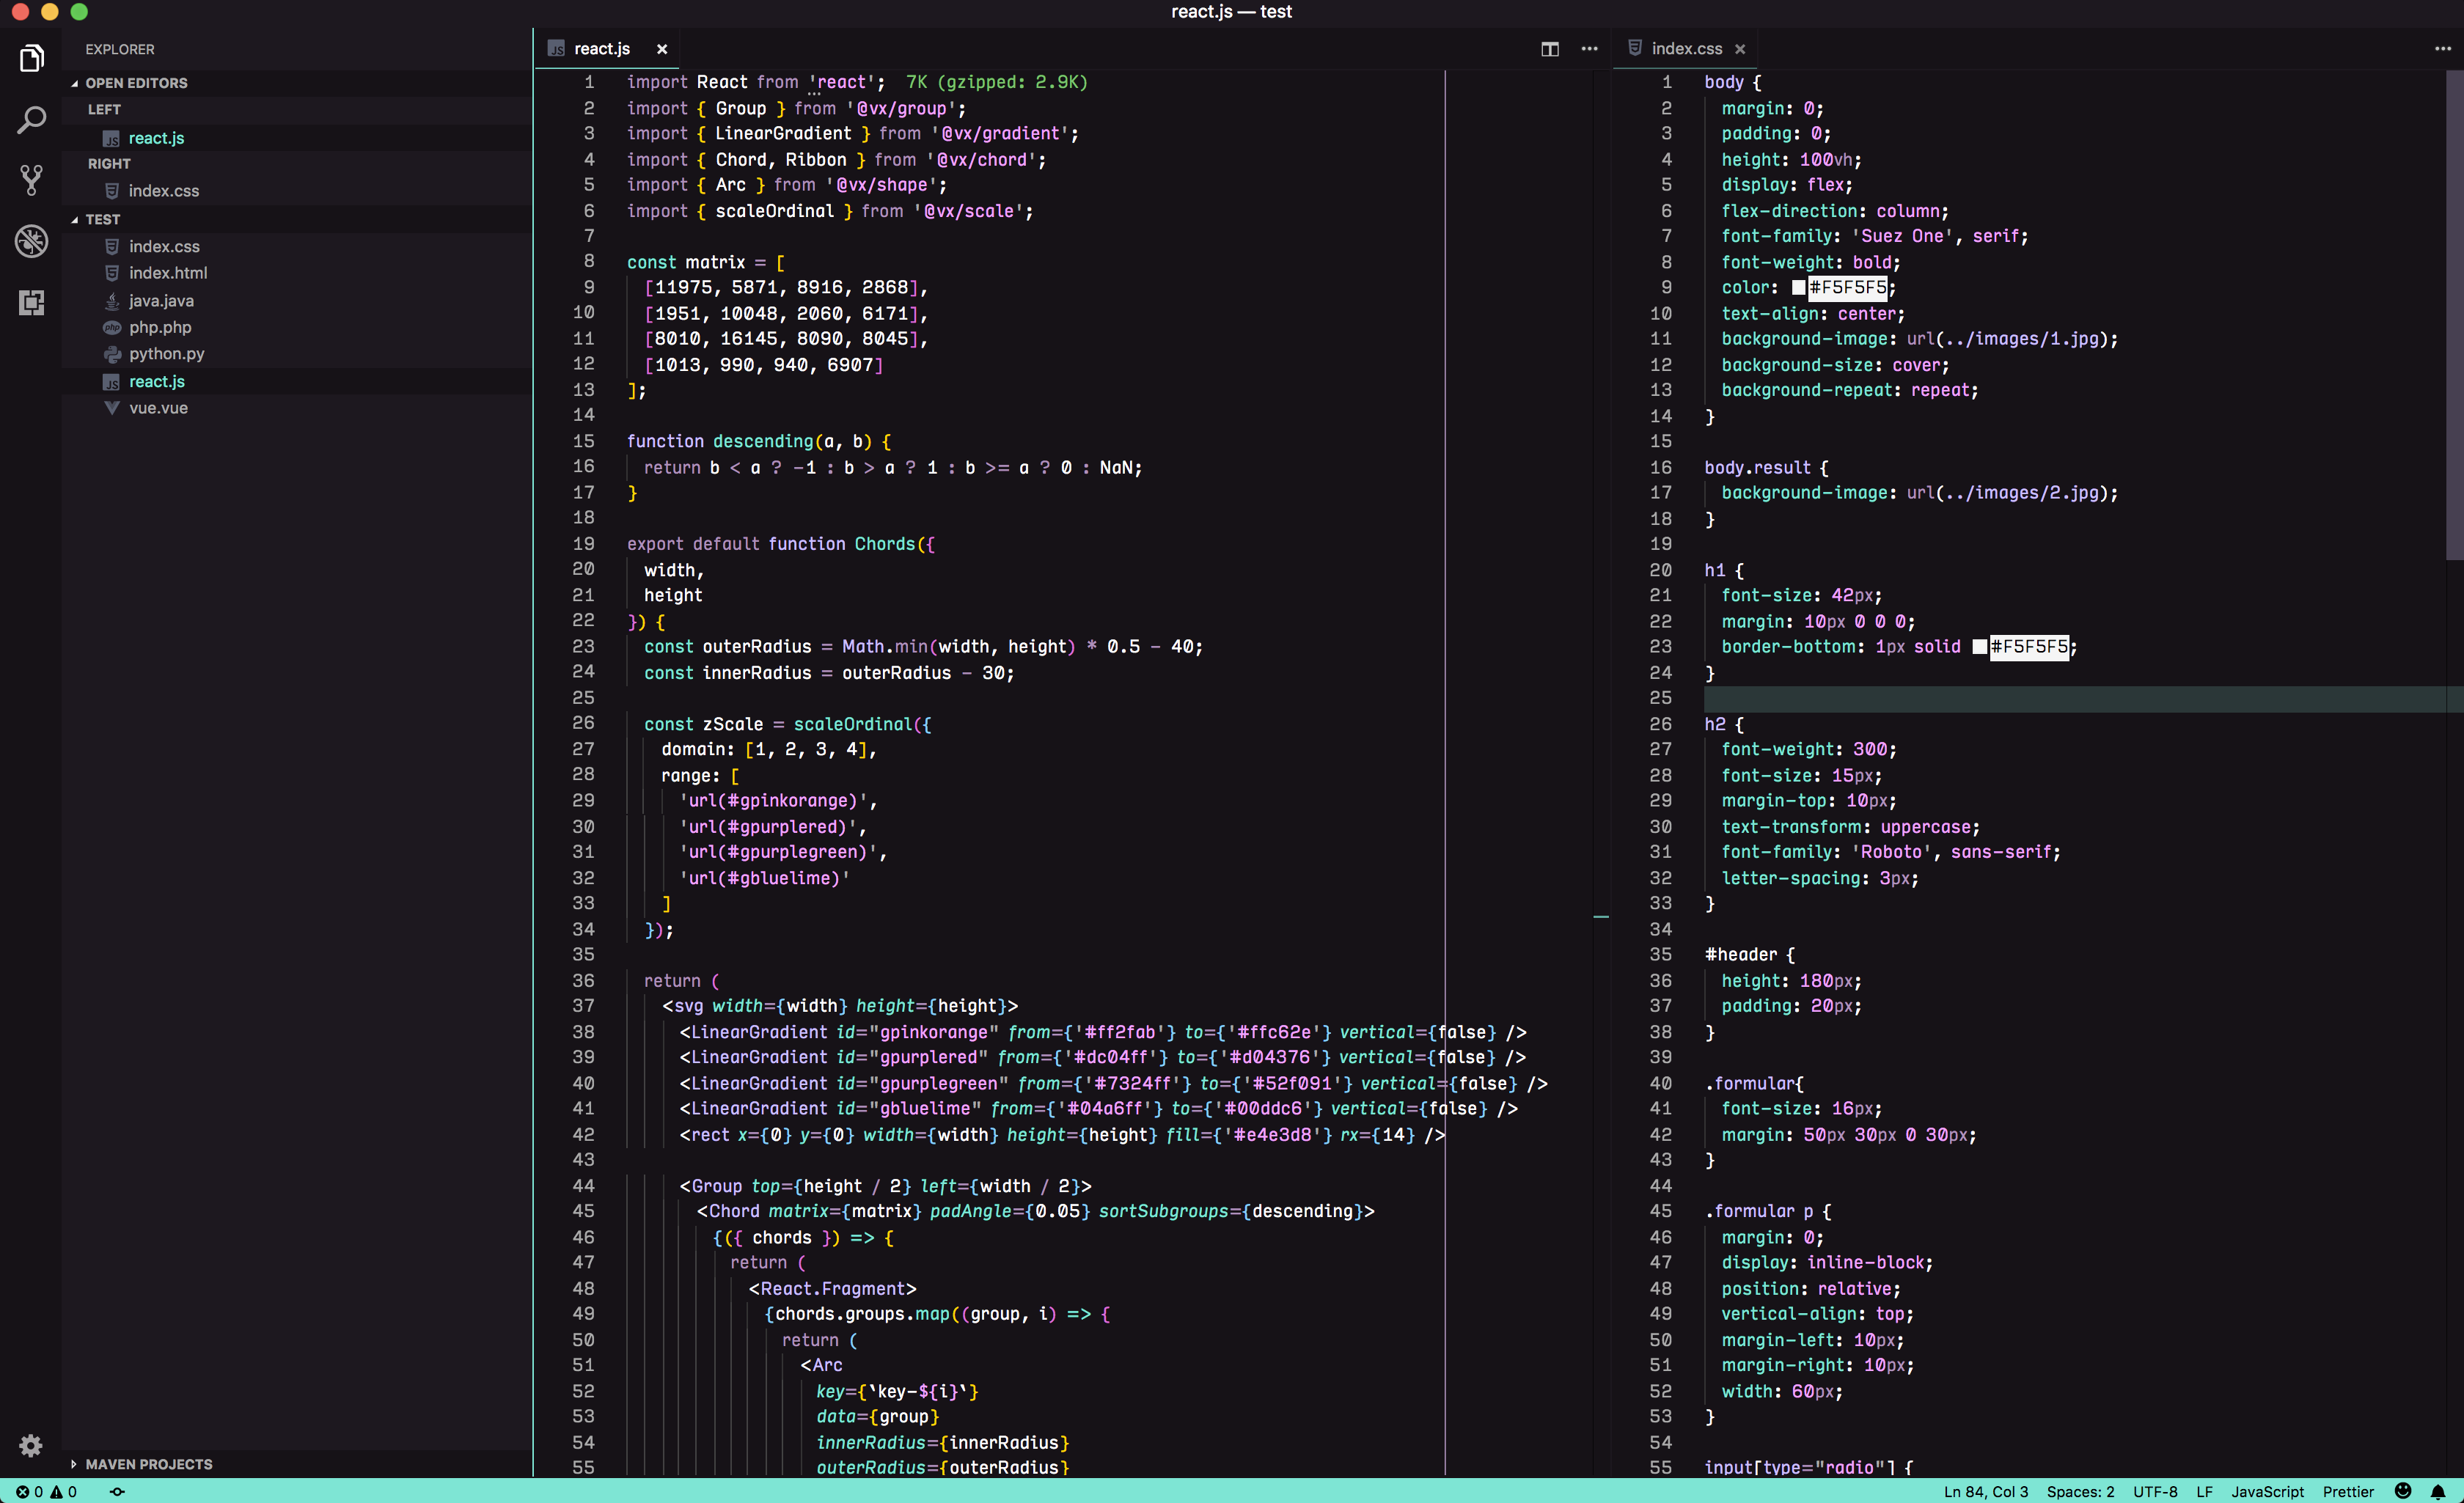 react.js — test
EXPLORER
OPEN EDITORS
LEFT
JS react.js
RIGHT
index.css
TEST
index.css
index.html
java.java
php php.php
python.py
JS react.js
vue.vue
MAVEN PROJECTS
JS react.js ×
1 import React from 'react'; 7K (gzipped: 2.9K)
2 import { Group } from '@vx/group';
3 import { LinearGradient } from '@vx/gradient';
4 import { Chord, Ribbon } from '@vx/chord';
5 import { Arc } from '@vx/shape';
6 import { scaleOrdinal } from '@vx/scale';
7
8 const matrix = [
9 [11975, 5871, 8916, 2868],
10 [1951, 10048, 2060, 6171],
11 [8010, 16145, 8090, 8045],
12 [1013, 990, 940, 6907]
13 ];
14
15 function descending(a, b) {
16 return b < a ? -1 : b > a ? 1 : b >= a ? 0 : NaN;
17 }
18
19 export default function Chords({
20 width,
21 height
22 }) {
23 const outerRadius = Math.min(width, height) * 0.5 - 40;
24 const innerRadius = outerRadius - 30;
25
26 const zScale = scaleOrdinal({
27 domain: [1, 2, 3, 4],
28 range: [
29 'url(#gpinkorange)',
30 'url(#gpurplered)',
31 'url(#gpurplegreen)',
32 'url(#gbluelime)'
33 ]
34 });
35
36 return (
37 <svg width={width} height={height}>
38 <LinearGradient id="gpinkorange" from={'#ff2fab'} to={'#ffc62e'} vertical={false} />
39 <LinearGradient id="gpurplered" from={'#dc04ff'} to={'#d04376'} vertical={false} />
40 <LinearGradient id="gpurplegreen" from={'#7324ff'} to={'#52f091'} vertical={false} />
41 <LinearGradient id="gbluelime" from={'#04a6ff'} to={'#00ddc6'} vertical={false} />
42 <rect x={0} y={0} width={width} height={height} fill={'#e4e3d8'} rx={14} />
43
44 <Group top={height / 2} left={width / 2}>
45 <Chord matrix={matrix} padAngle={0.05} sortSubgroups={descending}>
46 {({ chords }) => {
47 return (
48 <React.Fragment>
49 {chords.groups.map((group, i) => {
50 return (
51 <Arc
52 key={`key-${i}`}
53 data={group}
54 innerRadius={innerRadius}
55 outerRadius={outerRadius}
index.css ×
1 body {
2 margin: 0;
3 padding: 0;
4 height: 100vh;
5 display: flex;
6 flex-direction: column;
7 font-family: 'Suez One', serif;
8 font-weight: bold;
9 color: #F5F5F5;
10 text-align: center;
11 background-image: url(../images/1.jpg);
12 background-size: cover;
13 background-repeat: repeat;
14 }
15
16 body.result {
17 background-image: url(../images/2.jpg);
18 }
19
20 h1 {
21 font-size: 42px;
22 margin: 10px 0 0 0;
23 border-bottom: 1px solid #F5F5F5;
24 }
25
26 h2 {
27 font-weight: 300;
28 font-size: 15px;
29 margin-top: 10px;
30 text-transform: uppercase;
31 font-family: 'Roboto', sans-serif;
32 letter-spacing: 3px;
33 }
34
35 #header {
36 height: 180px;
37 padding: 20px;
38 }
39
40 .formular{
41 font-size: 16px;
42 margin: 50px 30px 0 30px;
43 }
44
45 .formular p {
46 margin: 0;
47 display: inline-block;
48 position: relative;
49 vertical-align: top;
50 margin-left: 10px;
51 margin-right: 10px;
52 width: 60px;
53 }
54
55 input[type="radio"] {
0 0 Ln 84, Col 3 Spaces: 2 UTF-8 LF JavaScript Prettier